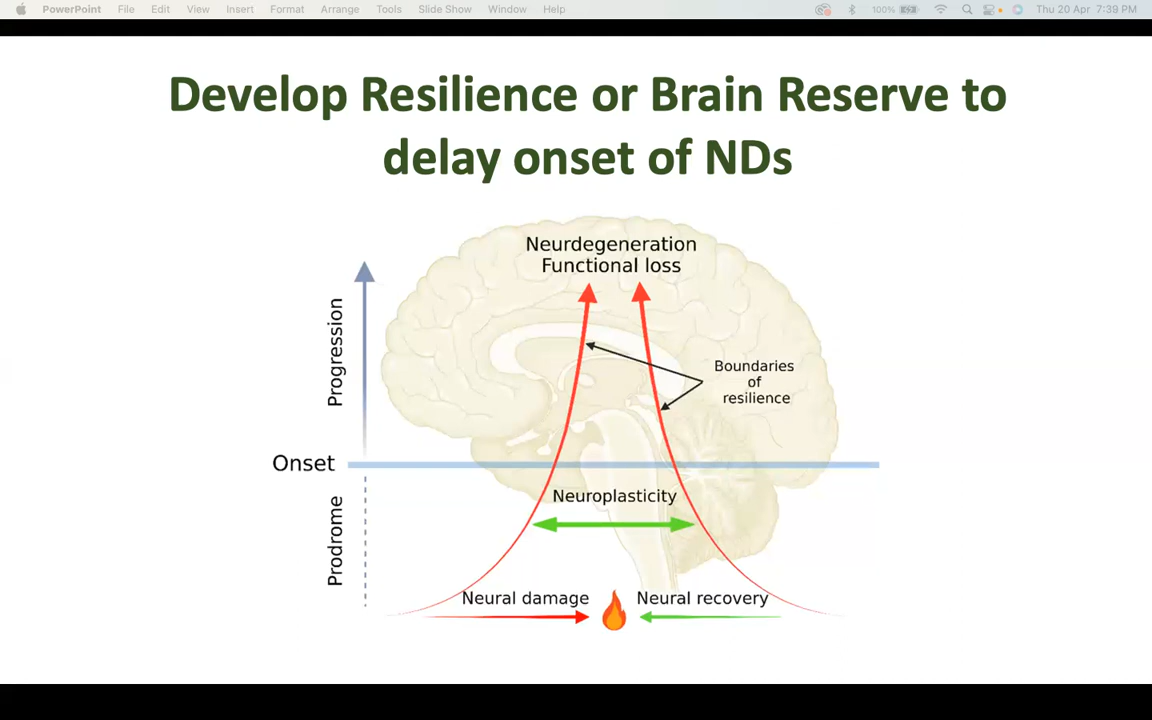 PowerPoint File Edit View Insert Format Arrange Tools Slide Show Window Help 100% Thu 20 Apr 7:39 PM
Develop Resilience or Brain Reserve to
delay onset of NDs
Neurdegeneration
Functional loss
Progression
Boundaries
of
resilience
Onset
Neuroplasticity
Prodrome
Neural damage
Neural recovery